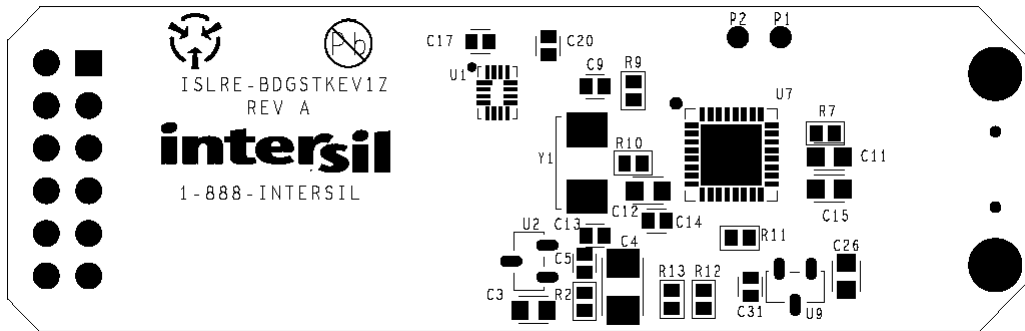 Pb
ISLRE-BDGSTKEV1Z
REV A
intersil
1-888-INTERSIL
P2 P1
C17
C20
U1
C9
R9
U7
R7
Y1
R10
C11
C12
C14
C15
U2
C13
C4
R11
C5
C26
C3
R2
R13
R12
C31
U9